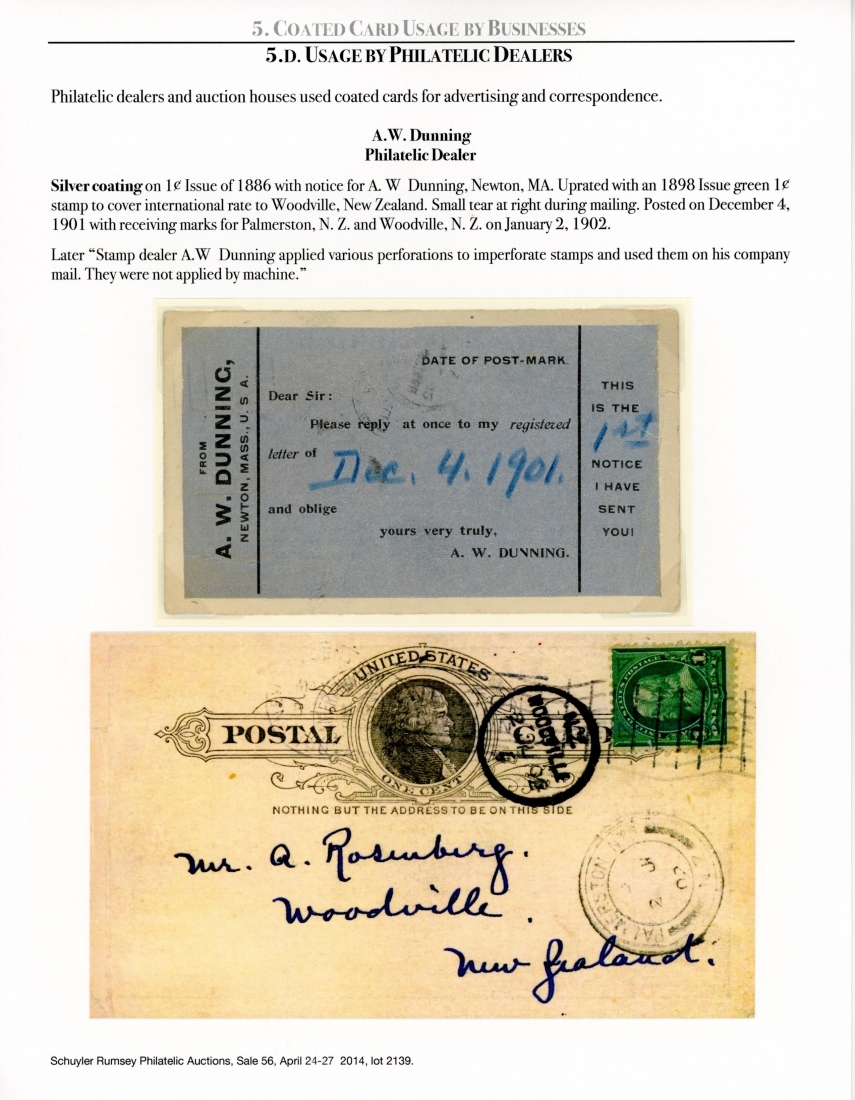 5. COATED CARD USAGE BY BUSINESSES
5.D. USAGE BY PHILATELIC DEALERS
Philatelic dealers and auction houses used coated cards for advertising and correspondence.
A.W. Dunning
Philatelic Dealer
Silver coating on 1¢ Issue of 1886 with notice for A. W Dunning, Newton, MA. Uprated with an 1898 Issue green 1¢
stamp to cover international rate to Woodville, New Zealand. Small tear at right during mailing. Posted on December 4,
1901 with receiving marks for Palmerston, N. Z. and Woodville, N. Z. on January 2, 1902.
Later “Stamp dealer A.W Dunning applied various perforations to imperforate stamps and used them on his company
mail. They were not applied by machine.”
FROM
A. W. DUNNING,
NEWTON, MASS., U. S. A.
DATE OF POST-MARK.
Dear Sir:
Please reply at once to my registered
letter of Dec. 4. 1901.
and oblige
yours very truly,
A. W. DUNNING.
THIS
IS THE
1st
NOTICE
I HAVE
SENT
YOU!
UNITED STATES
POSTAL
ONE CENT
NOTHING BUT THE ADDRESS TO BE ON THIS SIDE
WOODVILLE
N.Z.
PALMERSTON
Mr. A. Rosenberg.
Woodville.
New Zealand.
Schuyler Rumsey Philatelic Auctions, Sale 56, April 24-27 2014, lot 2139.